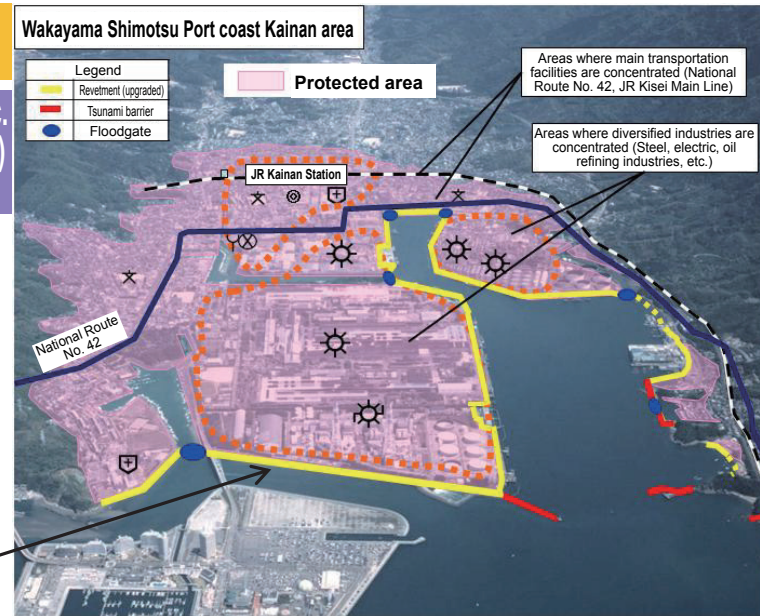 Wakayama Shimotsu Port coast Kainan area
Legend
Revetment (upgraded)
Tsunami barrier
Floodgate
Protected area
Areas where main transportation
facilities are concentrated (National
Route No. 42, JR Kisei Main Line)
Areas where diversified industries are
concentrated (Steel, electric, oil
refining industries, etc.)
JR Kainan Station
National Route
No. 42